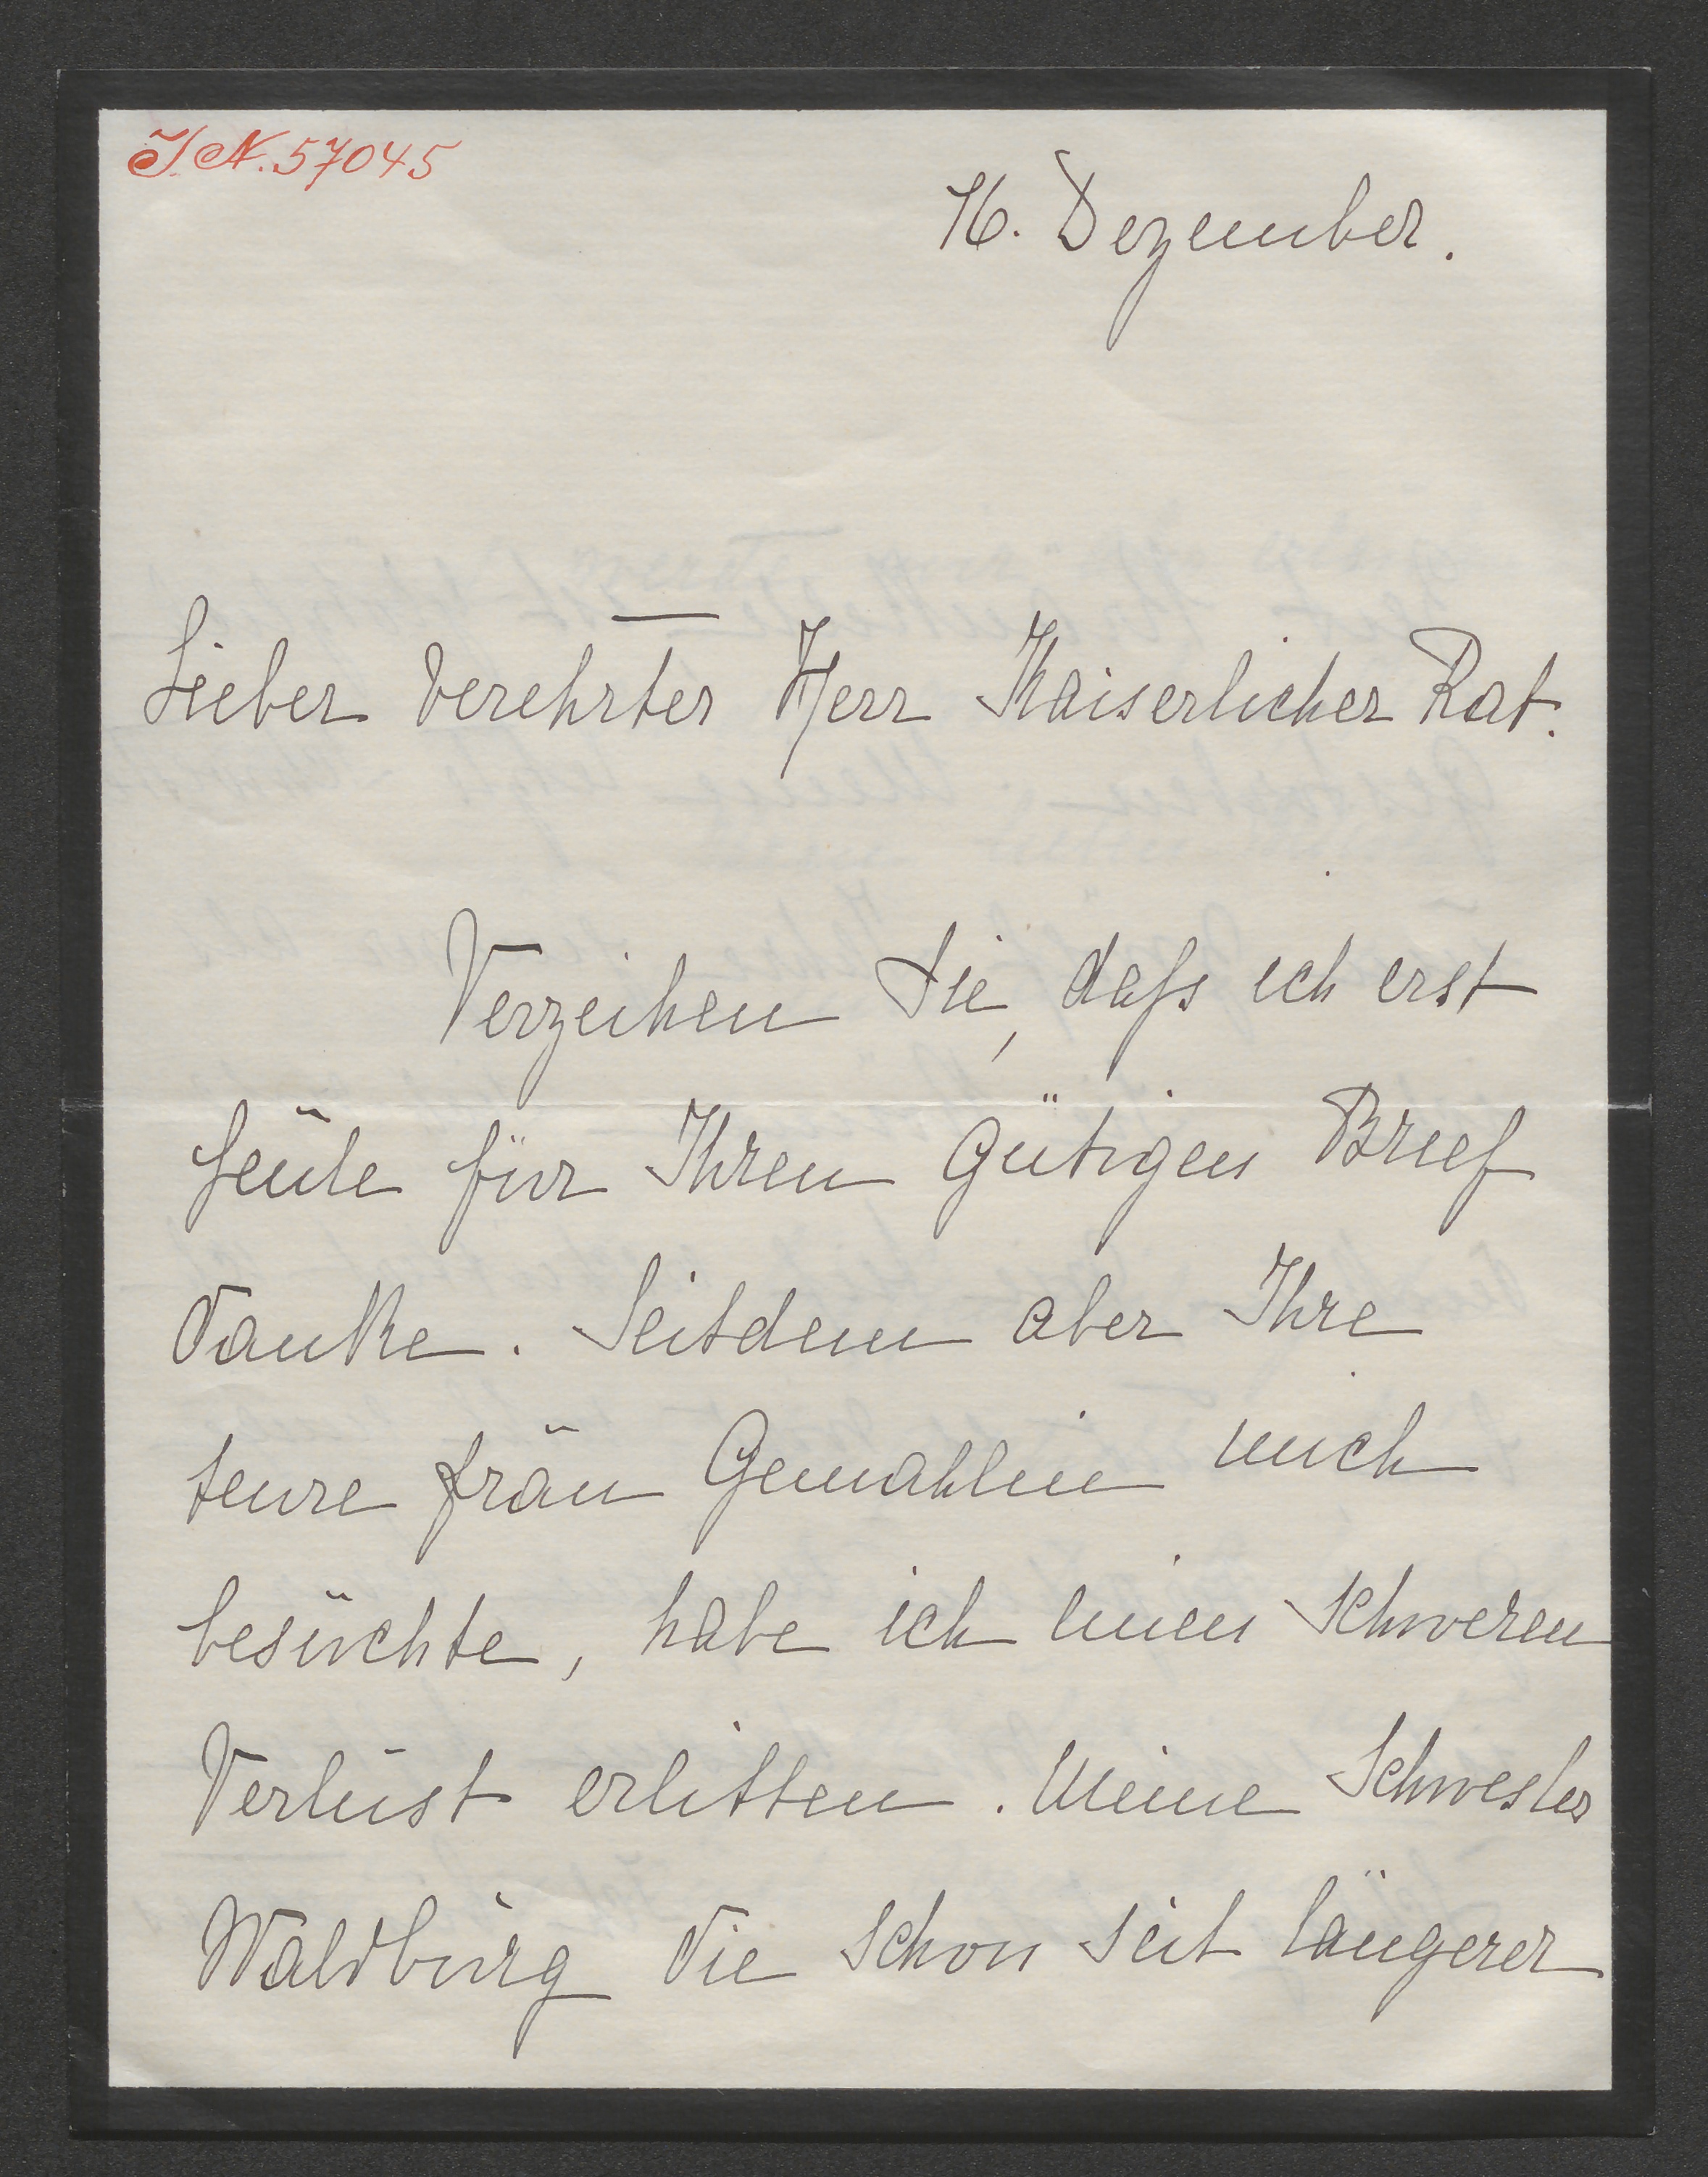 I.N. 57045
16. Dezember.
Lieber verehrter Herr Kaiserlicher Rat.
Verzeihen Sie, dass ich erst
heute für Ihren gütigen Brief
danke. Seitdem aber Ihre
teure Frau Gemahlin mich
besuchte, habe ich einen schweren
Verlust erlitten. Meine Schwester
Waldburg die schon seit längerer